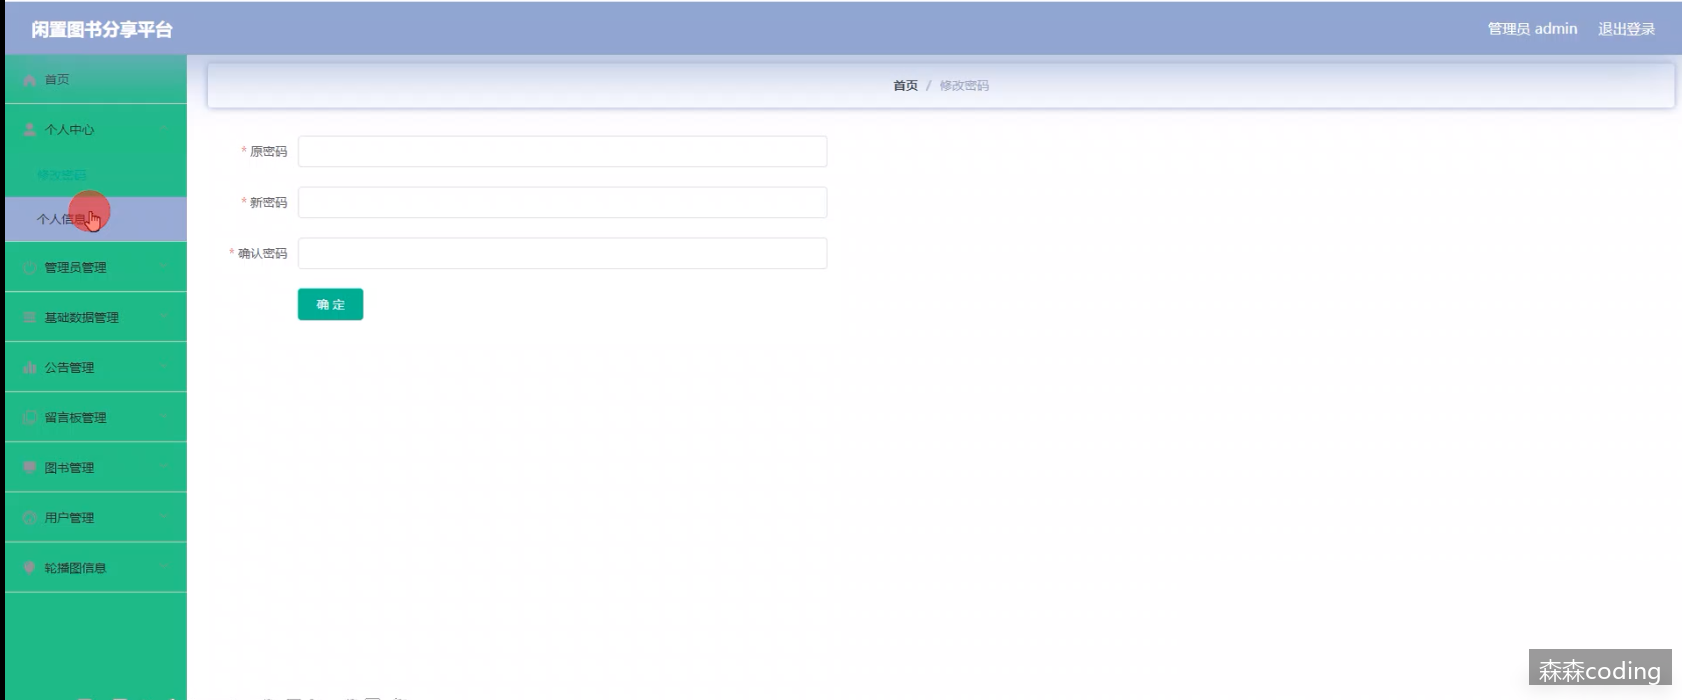 闲置图书分享平台
管理员 admin 退出登录
首页
个人中心
修改密码
个人信息
管理员管理
基础数据管理
公告管理
留言板管理
图书管理
用户管理
轮播图信息
首页 / 修改密码
* 原密码
* 新密码
* 确认密码
确 定
森森coding